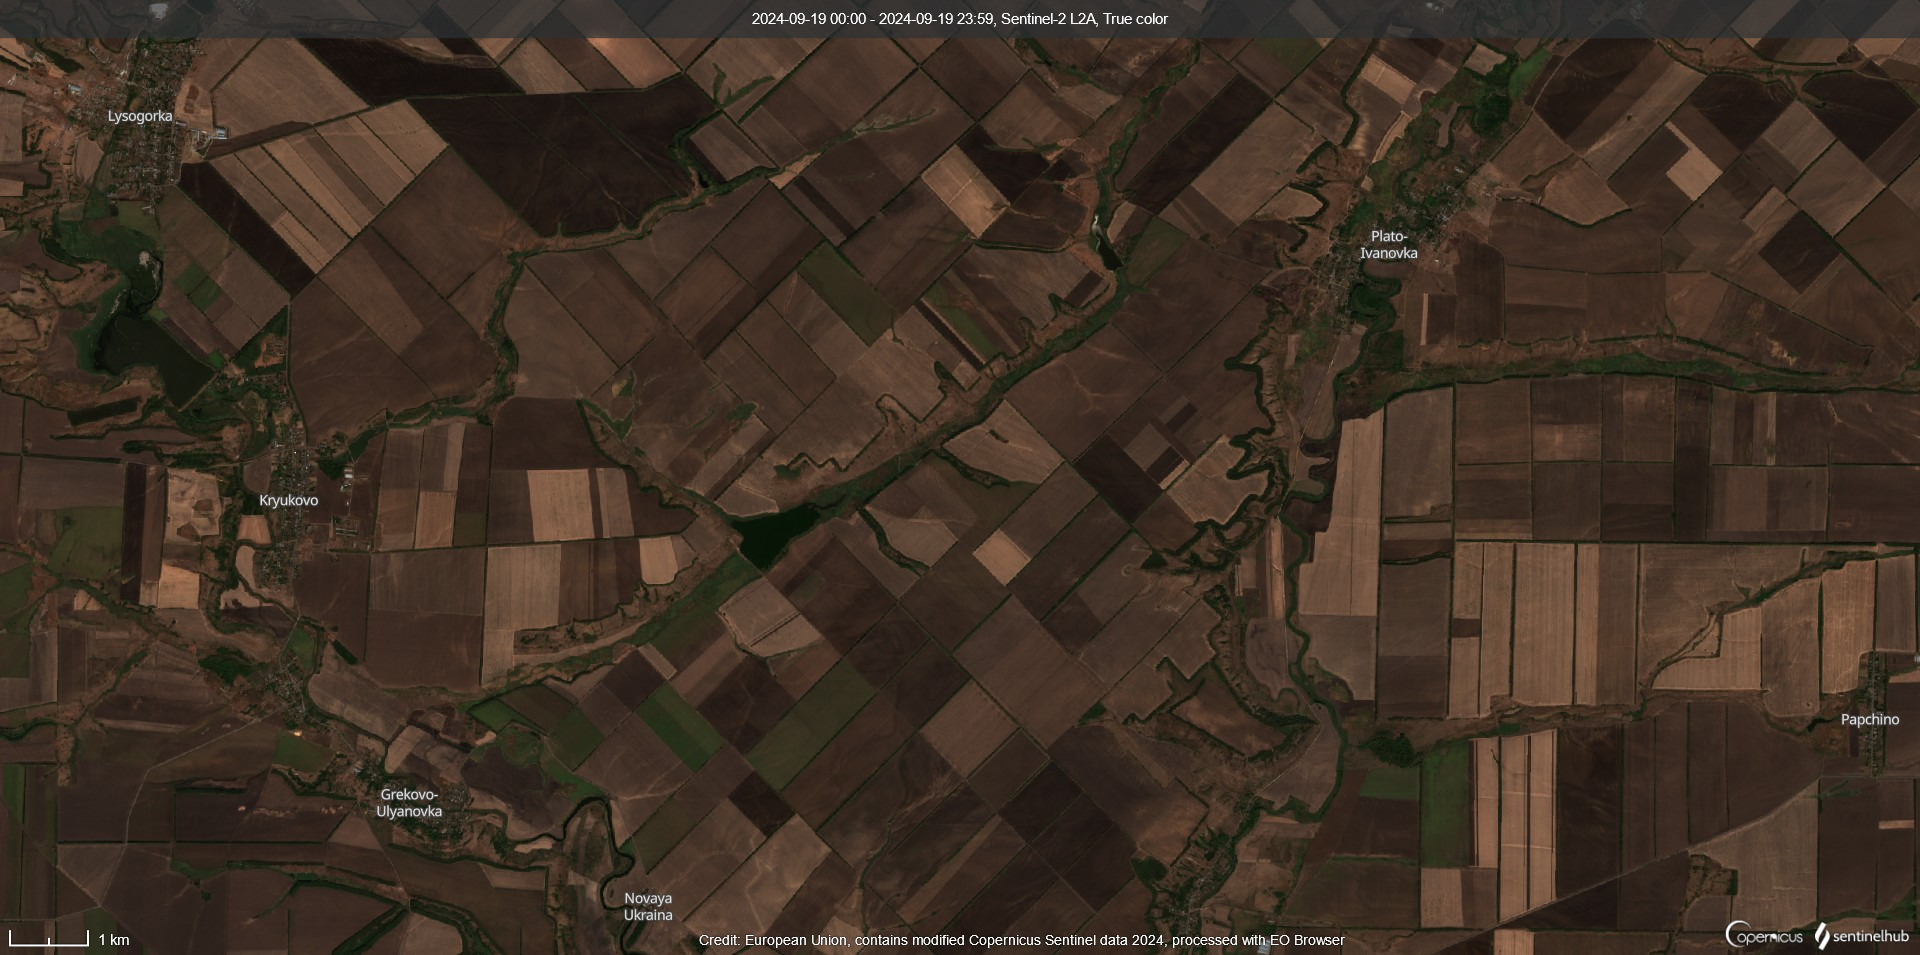 2024-09-19 00:00 - 2024-09-19 23:59, Sentinel-2 L2A, True color
Lysogorka
Plato-
Ivanovka
Kryukovo
Papchino
Grekovo-
Ulyanovka
Novaya
Ukraina
1 km
Credit: European Union, contains modified Copernicus Sentinel data 2024, processed with EO Browser
Copernicus
sentinelhub